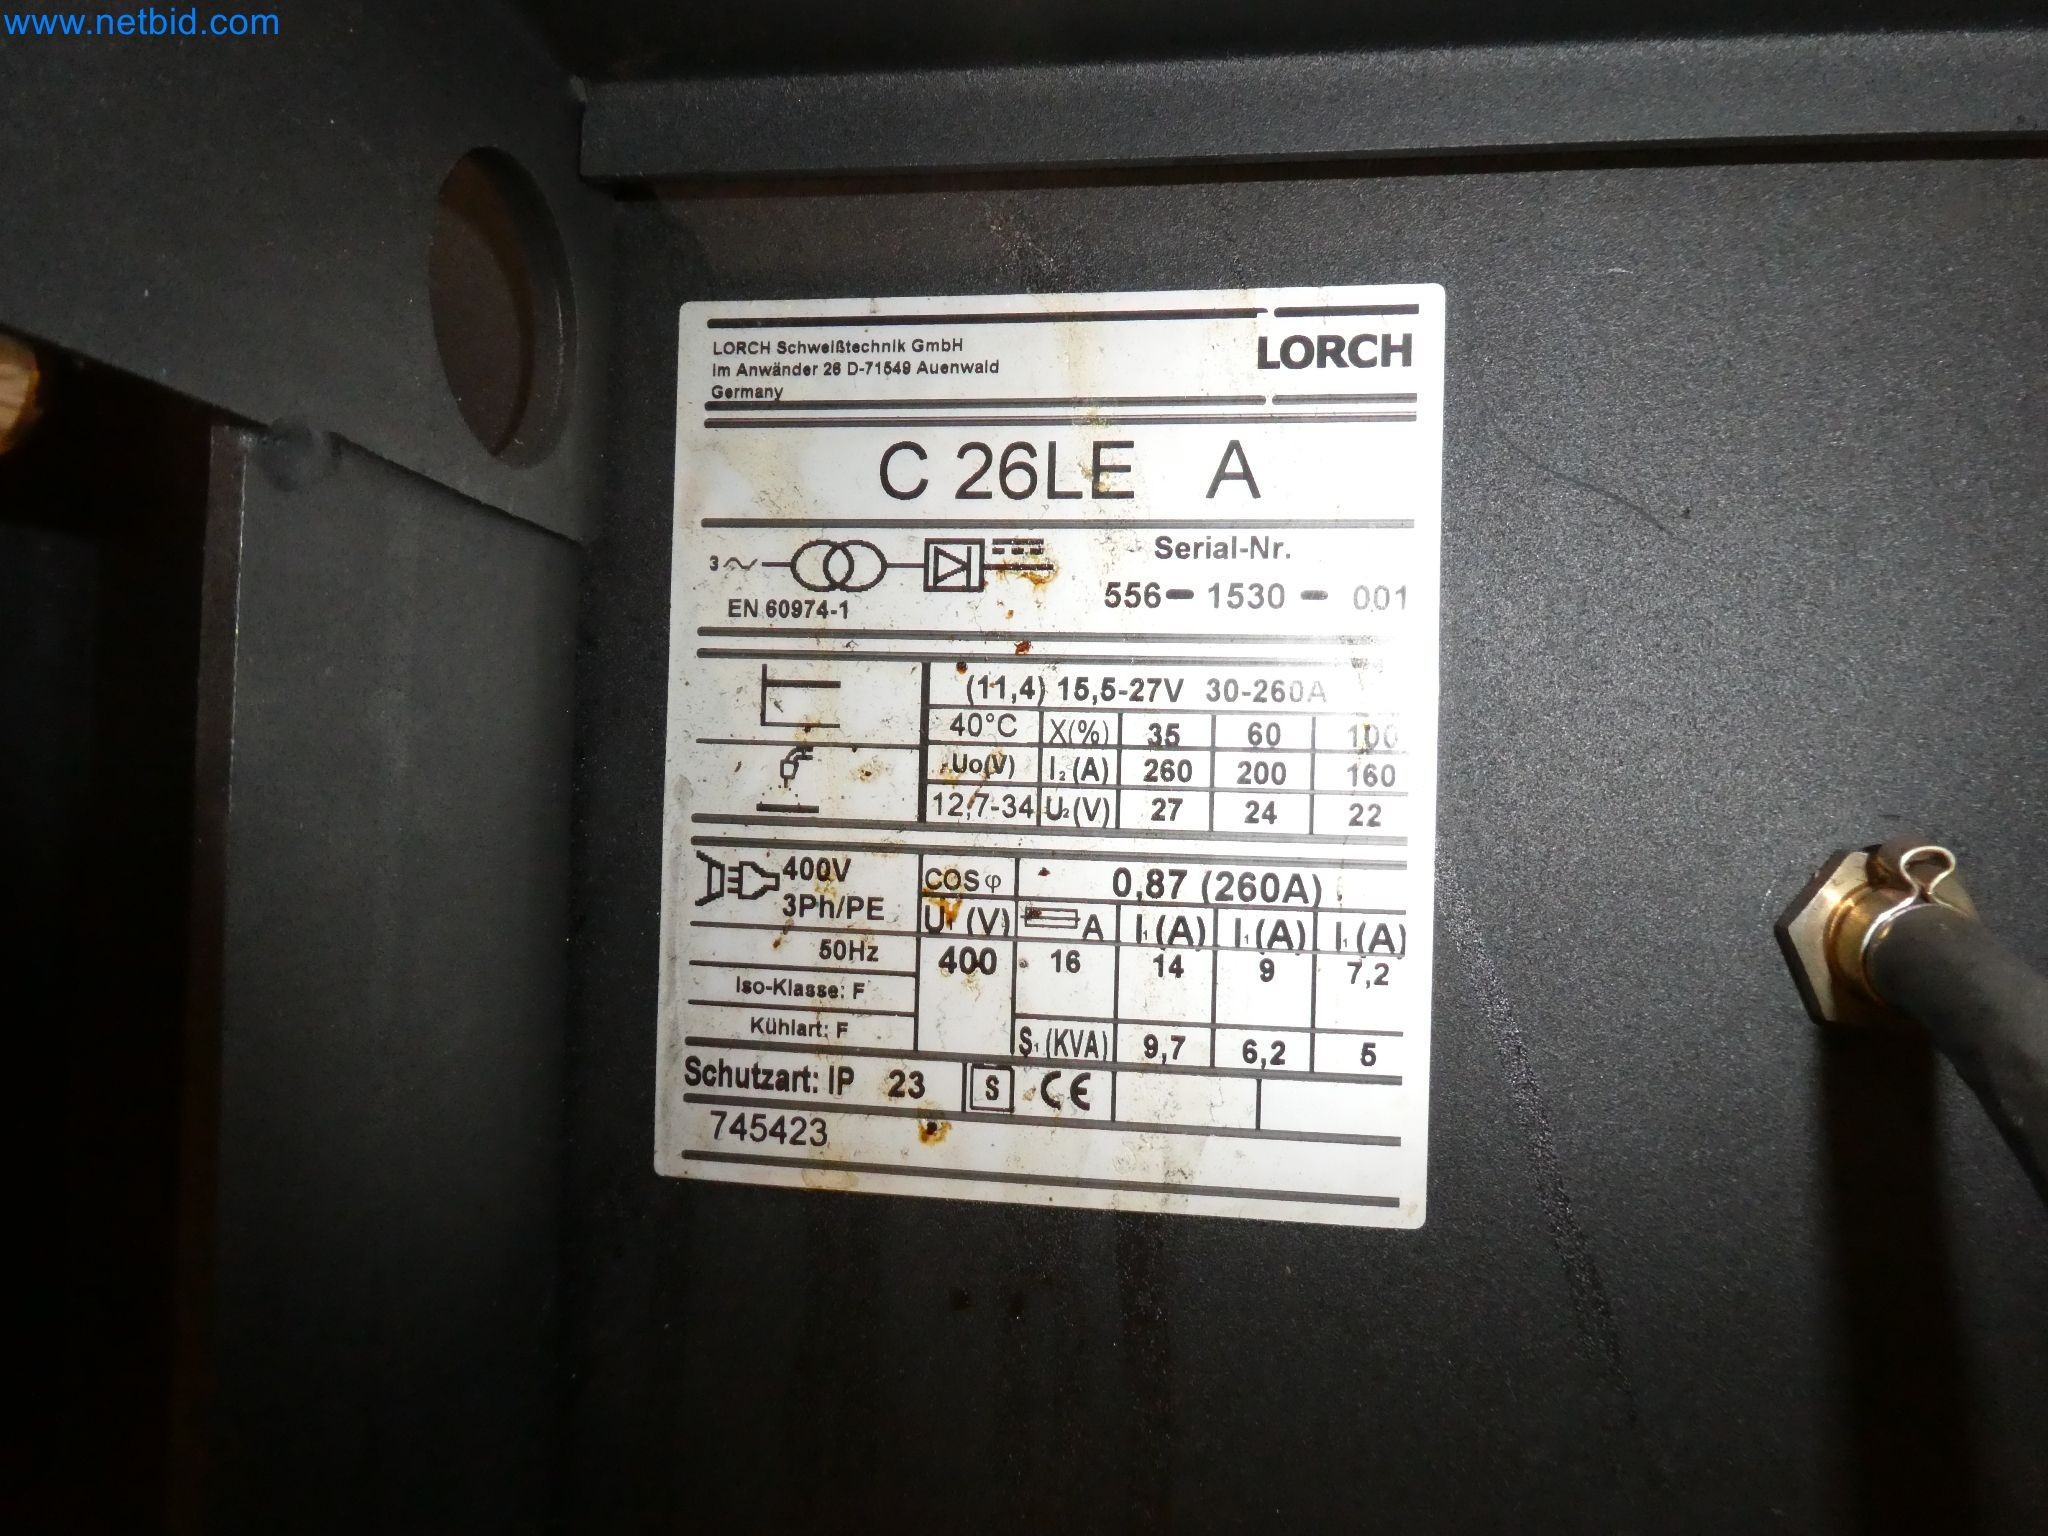 www.netbid.com
LORCH Schweißtechnik GmbH
Im Anwänder 26 D-71549 Auenwald
Germany
LORCH
C 26LE A
3~
EN 60974-1
Serial-Nr.
556-1530-001
(11,4) 15,5-27V 30-260A
40°C X(%) 35 60 100
Uo(V) I2(A) 260 200 160
12,7-34 U2(V) 27 24 22
400V
3Ph/PE
COSφ 0,87 (260A)
U1 (V) A I1(A) I1(A) I1(A)
50Hz
400 16 14 9 7,2
Iso-Klasse: F
Kühlart: F
S1(KVA) 9,7 6,2 5
Schutzart: IP 23 S CE
745423